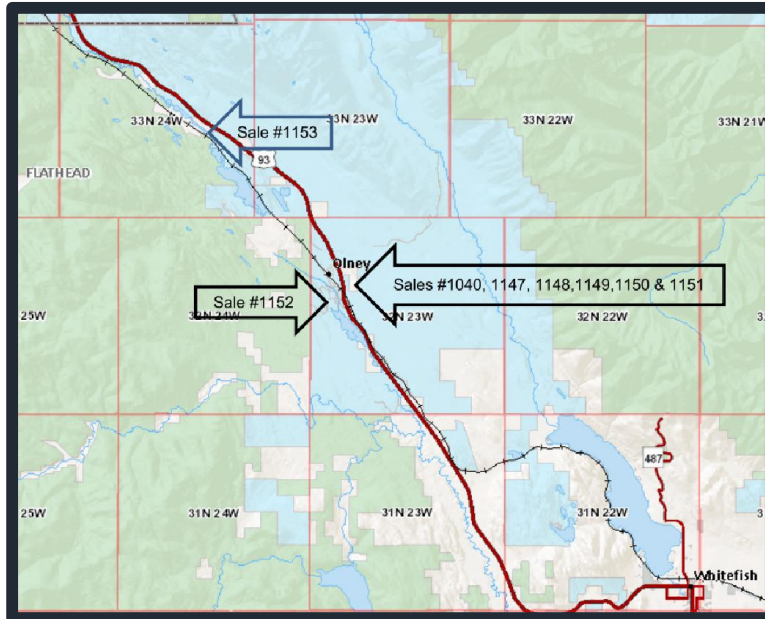 33N 24W
Sale #1153
33N 23W
33N 22W
33N 21W
93
FLATHEAD
Olney
Sales #1040, 1147, 1148,1149,1150 & 1151
Sale #1152
25W
32N 24W
32N 23W
32N 22W
3
487
25W
31N 24W
31N 23W
31N 22W
3
Whitefish